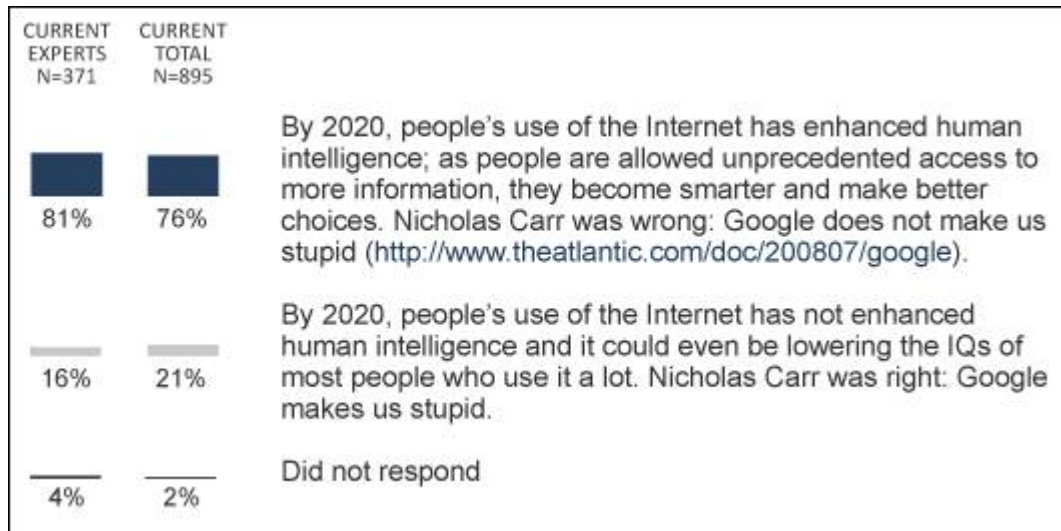 CURRENT EXPERTS N=371
CURRENT TOTAL N=895
By 2020, people’s use of the Internet has enhanced human
intelligence; as people are allowed unprecedented access to
more information, they become smarter and make better
choices. Nicholas Carr was wrong: Google does not make us
stupid (http://www.theatlantic.com/doc/200807/google).
81% 76%
By 2020, people’s use of the Internet has not enhanced
human intelligence and it could even be lowering the IQs of
most people who use it a lot. Nicholas Carr was right: Google
makes us stupid.
16% 21%
Did not respond
4% 2%